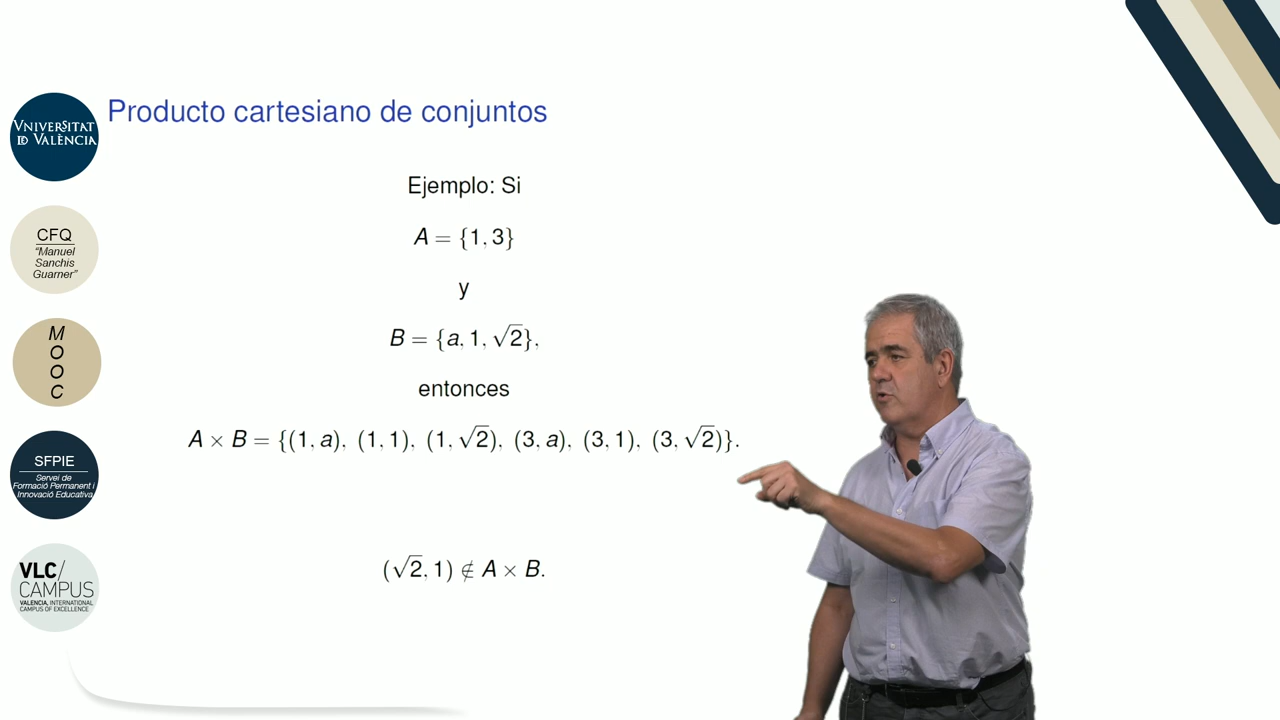 Producto cartesiano de conjuntos
Ejemplo: Si
A = {1, 3}
y
B = {a, 1, √2},
entonces
A × B = {(1, a), (1, 1), (1, √2), (3, a), (3, 1), (3, √2)}.
(√2, 1) ∉ A × B.
VNIVERSITAT
ID VALÈNCIA
CFQ
“Manuel
Sanchis
Guarner”
M
O
O
C
SFPIE
Servei de
Formació Permanent i
Innovació Educativa
VLC/
CAMPUS
VALENCIA, INTERNATIONAL
CAMPUS OF EXCELLENCE